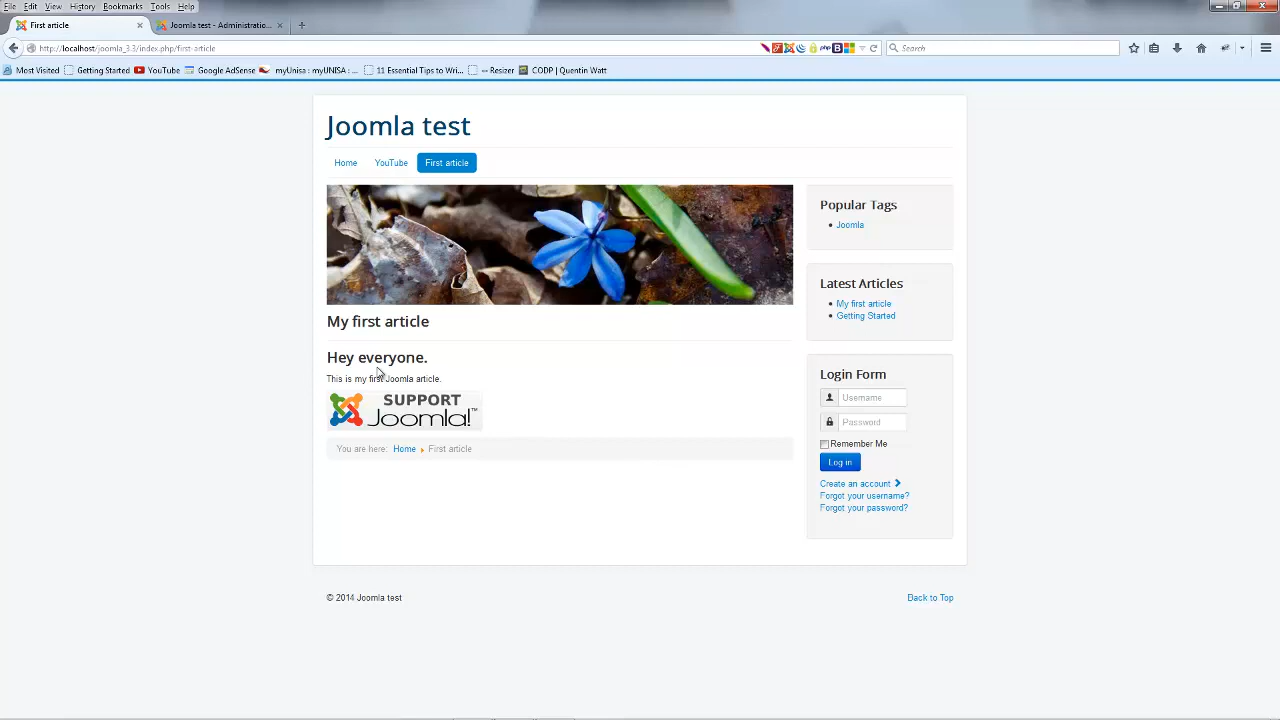 File Edit View History Bookmarks Tools Help
First article
Joomla test - Administratio...
http://localhost/joomla_3.3/index.php/first-article
php
B
Search
Most Visited
Getting Started
YouTube
Google AdSense
myUnisa : myUNISA : ...
11 Essential Tips to Wri...
-- Resizer
CODP | Quentin Watt
Joomla test
Home
YouTube
First article
My first article
Hey everyone.
This is my first Joomla article.
SUPPORT
Joomla!™
You are here: Home First article
Popular Tags
Joomla
Latest Articles
My first article
Getting Started
Login Form
Username
Password
Remember Me
Log in
Create an account
Forgot your username?
Forgot your password?
© 2014 Joomla test
Back to Top